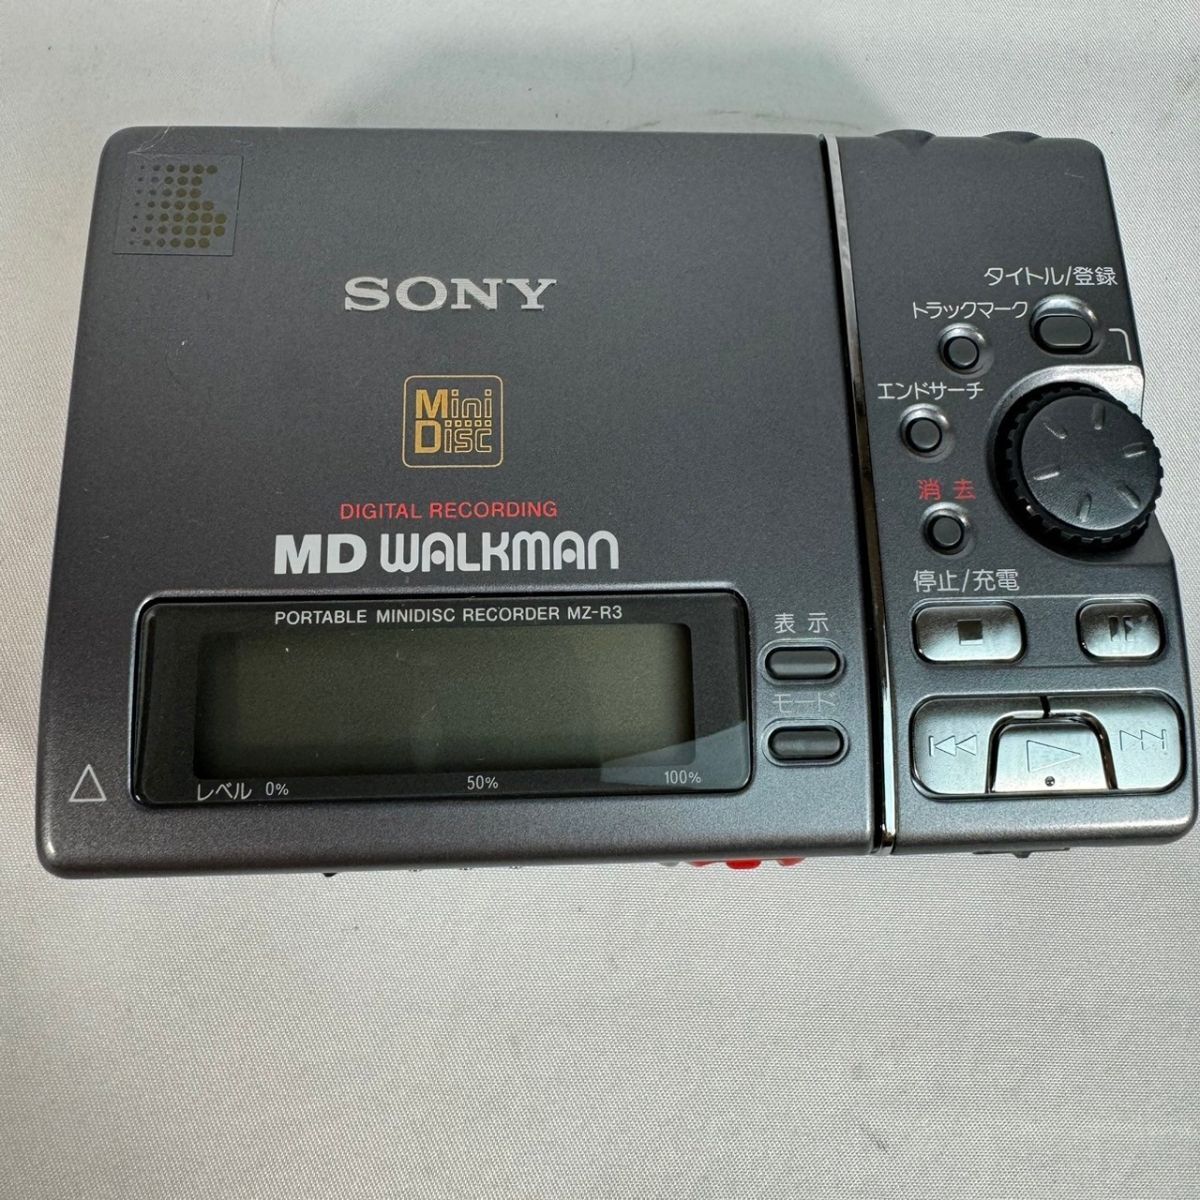 SONY
Mini
Disc
DIGITAL RECORDING
MD WALKMAN
PORTABLE MINIDISC RECORDER MZ-R3
レベル 0% 50% 100%
表示
モード
タイトル/登録
トラックマーク
エンドサーチ
消去
停止/充電